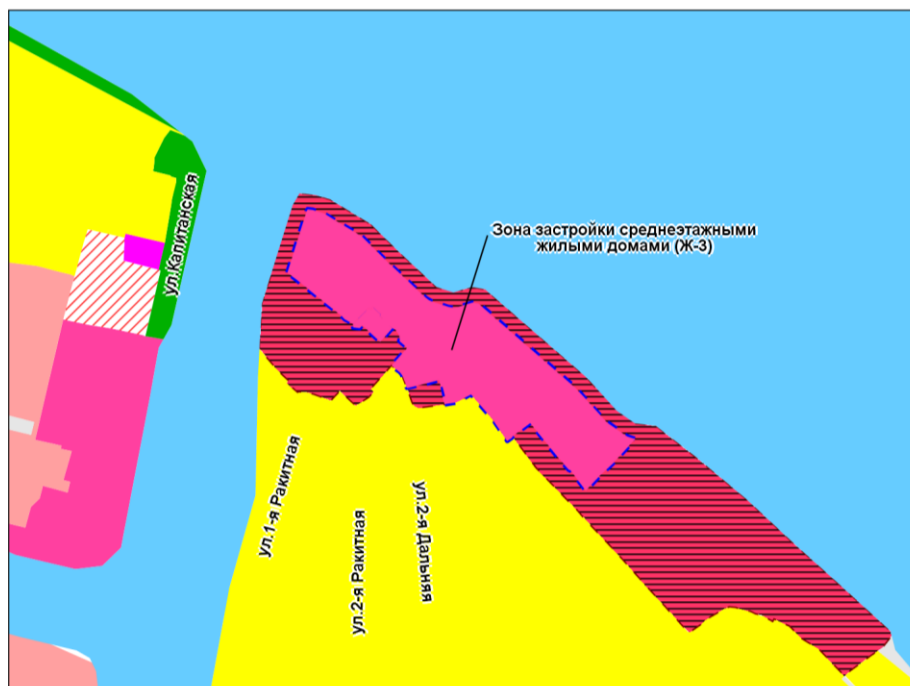 ул.Капитанская
Зона застройки среднеэтажными
жилыми домами (Ж-3)
ул.1-я Ракитная
ул.2-я Ракитная
ул.2-я Дальняя